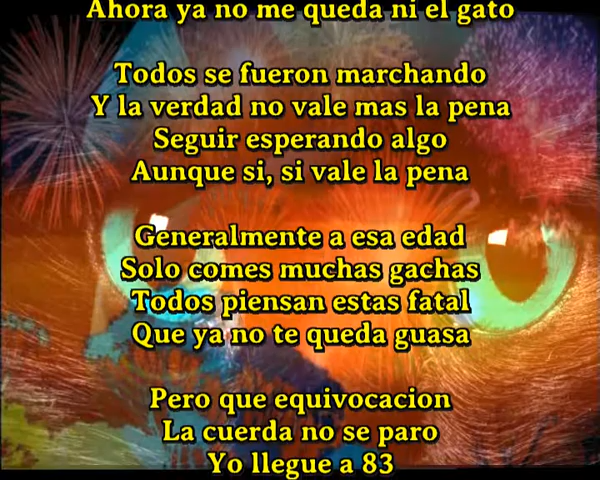 Ahora ya no me queda ni el gato
Todos se fueron marchando
Y la verdad no vale mas la pena
Seguir esperando algo
Aunque si, si vale la pena
Generalmente a esa edad
Solo comes muchas gachas
Todos piensan estas fatal
Que ya no te queda guasa
Pero que equivocacion
La cuerda no se paro
Yo llegue a 83